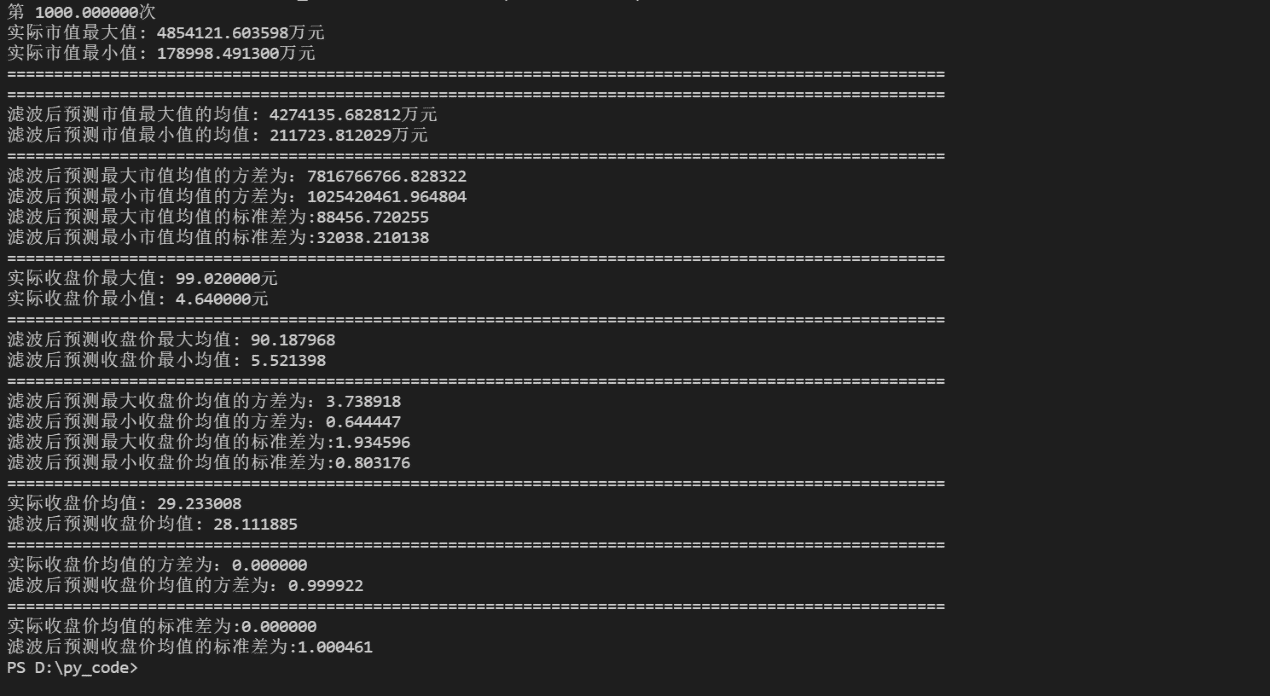 第 1000.000000次
实际市值最大值: 4854121.603598万元
实际市值最小值: 178998.491300万元
====================================================================================================
====================================================================================================
滤波后预测市值最大值的均值: 4274135.682812万元
滤波后预测市值最小值的均值: 211723.812029万元
====================================================================================================
滤波后预测最大市值均值的方差为: 7816766766.828322
滤波后预测最小市值均值的方差为: 1025420461.964804
滤波后预测最大市值均值的标准差为:88456.720255
滤波后预测最小市值均值的标准差为:32038.210138
====================================================================================================
实际收盘价最大值: 99.020000元
实际收盘价最小值: 4.640000元
====================================================================================================
滤波后预测收盘价最大均值: 90.187968
滤波后预测收盘价最小均值: 5.521398
====================================================================================================
滤波后预测最大收盘价均值的方差为: 3.738918
滤波后预测最小收盘价均值的方差为: 0.644447
滤波后预测最大收盘价均值的标准差为:1.934596
滤波后预测最小收盘价均值的标准差为:0.803176
====================================================================================================
实际收盘价均值: 29.233008
滤波后预测收盘价均值: 28.111885
====================================================================================================
实际收盘价均值的方差为: 0.000000
滤波后预测收盘价均值的方差为: 0.999922
====================================================================================================
实际收盘价均值的标准差为:0.000000
滤波后预测收盘价均值的标准差为:1.000461
PS D:\py_code>